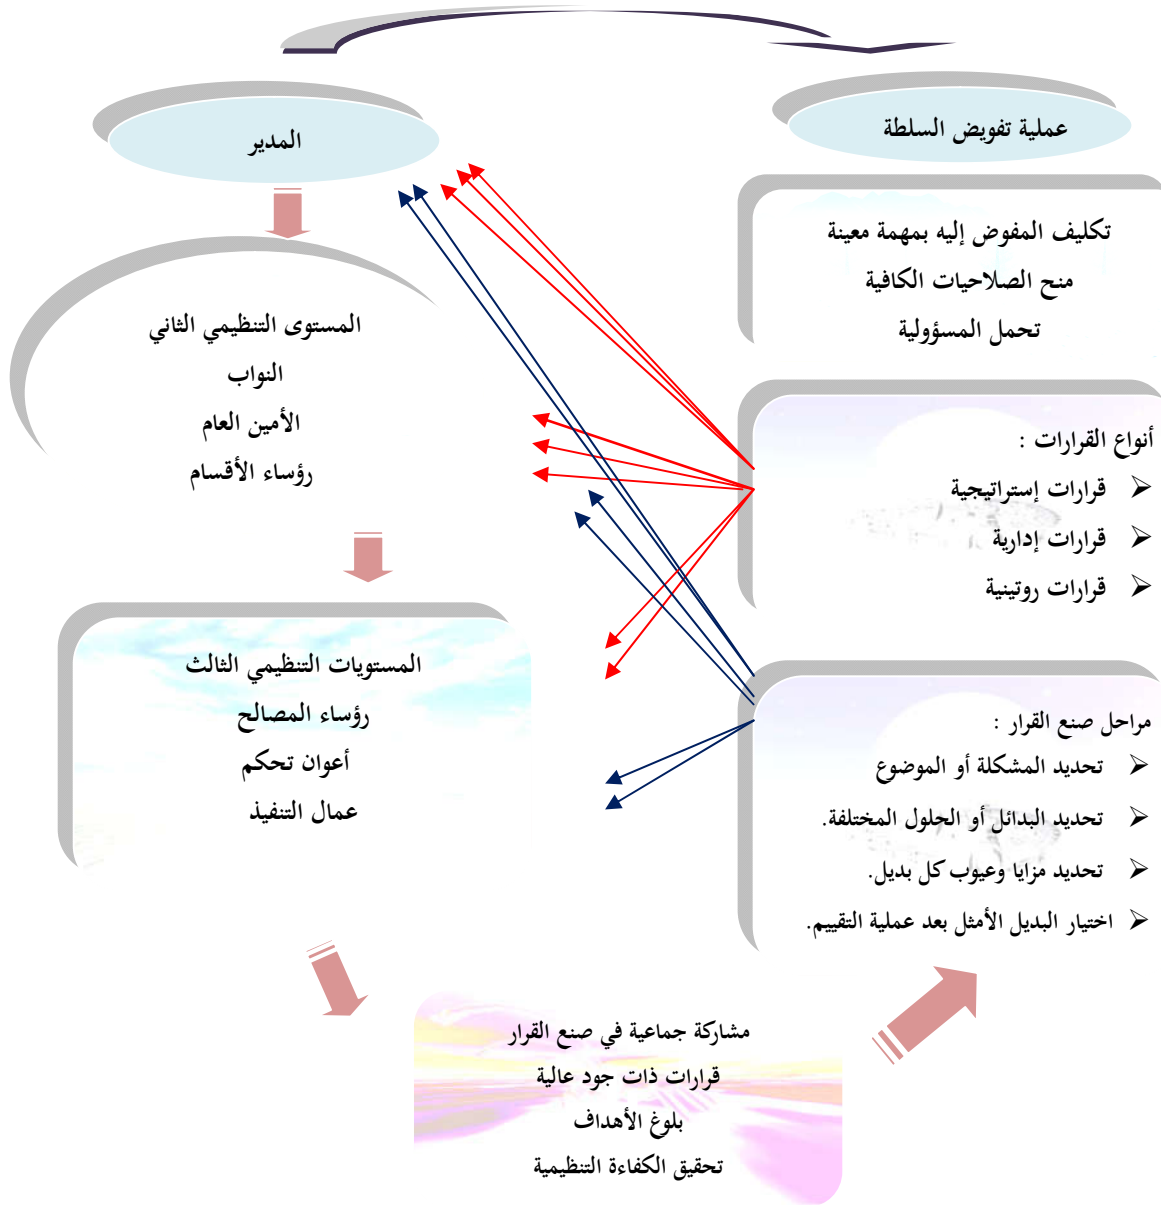 عملية تفويض السلطة
تكليف المفوض إليه بمهمة معينة
منح الصلاحيات الكافية
تحمل المسؤولية
أنواع القرارات :
➢ قرارات إستراتيجية
➢ قرارات إدارية
➢ قرارات روتينية
مراحل صنع القرار :
➢ تحديد المشكلة أو الموضوع
➢ تحديد البدائل أو الحلول المختلفة.
➢ تحديد مزايا وعيوب كل بديل.
➢ اختيار البديل الأمثل بعد عملية التقييم.
المدير
المستوى التنظيمي الثاني
النواب
الأمين العام
رؤساء الأقسام
المستويات التنظيمي الثالث
رؤساء المصالح
أعوان تحكم
عمال التنفيذ
مشاركة جماعية في صنع القرار
قرارات ذات جود عالية
بلوغ الأهداف
تحقيق الكفاءة التنظيمية